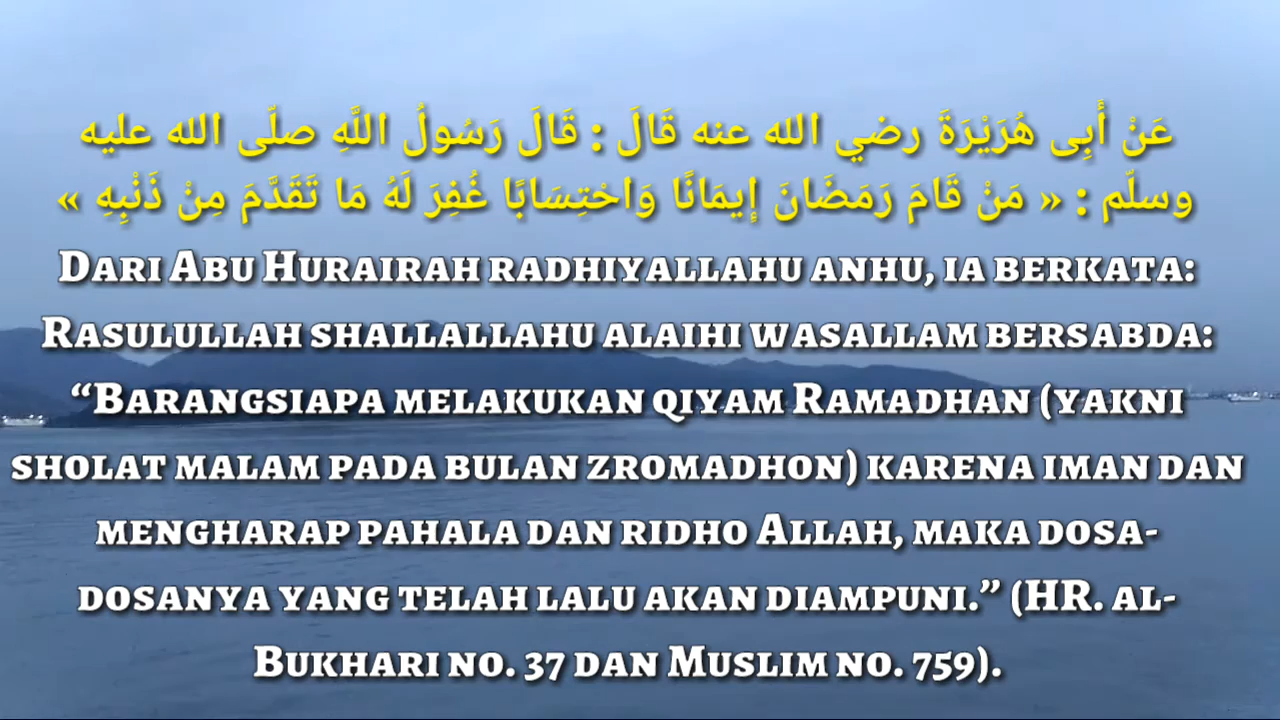 عَنْ أَبِى هُرَيْرَةَ رضي الله عنه قَالَ : قَالَ رَسُولُ اللَّهِ صلّى الله عليه
وسلّم : « مَنْ قَامَ رَمَضَانَ إِيمَانًا وَاحْتِسَابًا غُفِرَ لَهُ مَا تَقَدَّمَ مِنْ ذَنْبِهِ »
Dari Abu Hurairah radhiyallahu anhu, ia berkata:
Rasulullah shallallahu alaihi wasallam bersabda:
“Barangsiapa melakukan qiyam Ramadhan (yakni
sholat malam pada bulan zromadhon) karena iman dan
mengharap pahala dan ridho Allah, maka dosa-
dosanya yang telah lalu akan diampuni.” (HR. al-
Bukhari no. 37 dan Muslim no. 759).